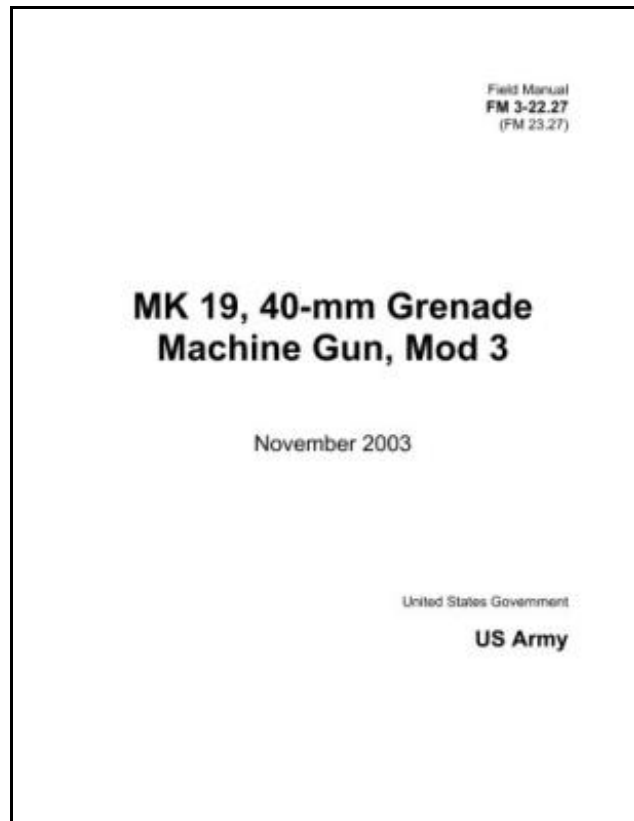 Field Manual
FM 3-22.27
(FM 23.27)
MK 19, 40-mm Grenade
Machine Gun, Mod 3
November 2003
United States Government
US Army